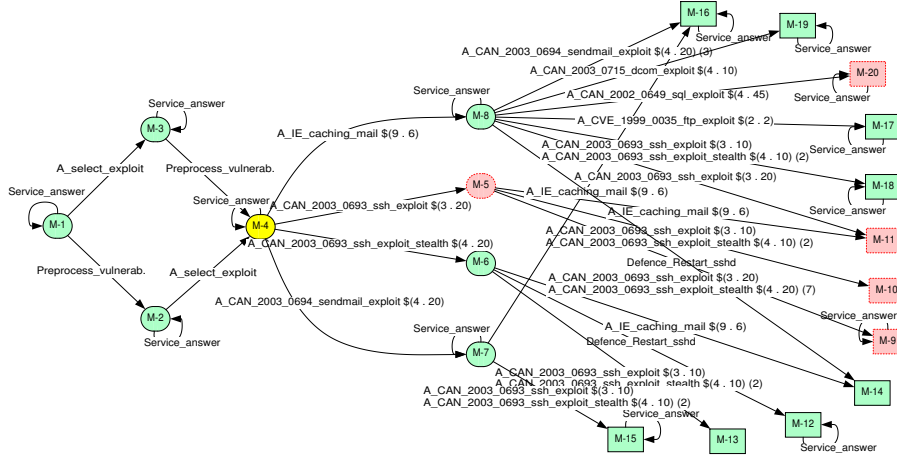 M-16
M-19
Service_answer
Service_answer
A_CAN_2003_0694_sendmail_exploit $(4 . 20) (3)
A_CAN_2003_0715_dcom_exploit $(4 . 10)
M-20
Service_answer
A_CAN_2002_0649_sql_exploit $(4 . 45)
Service_answer
Service_answer
M-3
M-8
A_CVE_1999_0035_ftp_exploit $(2 . 2)
M-17
A_IE_caching_mail $(9 . 6)
A_CAN_2003_0693_ssh_exploit $(3 . 10)
Service_answer
A_CAN_2003_0693_ssh_exploit_stealth $(4 . 10) (2)
A_select_exploit
Preprocess_vulnerab.
A_CAN_2003_0693_ssh_exploit $(3 . 20)
M-5
M-18
Service_answer
A_IE_caching_mail $(9 . 6)
Service_answer
Service_answer
A_CAN_2003_0693_ssh_exploit $(3 . 20)
A_IE_caching_mail $(9 . 6)
M-1
M-4
A_CAN_2003_0693_ssh_exploit $(3 . 10)
M-11
A_CAN_2003_0693_ssh_exploit_stealth $(4 . 20)
A_CAN_2003_0693_ssh_exploit_stealth $(4 . 10) (2)
M-6
Defense_Restart_sshd
Preprocess_vulnerab.
A_select_exploit
A_CAN_2003_0693_ssh_exploit $(3 . 20)
A_CAN_2003_0693_ssh_exploit_stealth $(4 . 20) (7)
M-10
A_CAN_2003_0694_sendmail_exploit $(4 . 20)
M-2
Service_answer
Service_answer
A_IE_caching_mail $(9 . 6)
Service_answer
Defense_Restart_sshd
M-9
M-7
A_CAN_2003_0693_ssh_exploit $(3 . 10)
A_CAN_2003_0693_ssh_exploit_stealth $(4 . 10) (2)
A_CAN_2003_0693_ssh_exploit $(3 . 10)
M-14
A_CAN_2003_0693_ssh_exploit_stealth $(4 . 10) (2)
Service_answer
M-12
M-15
M-13
Service_answer